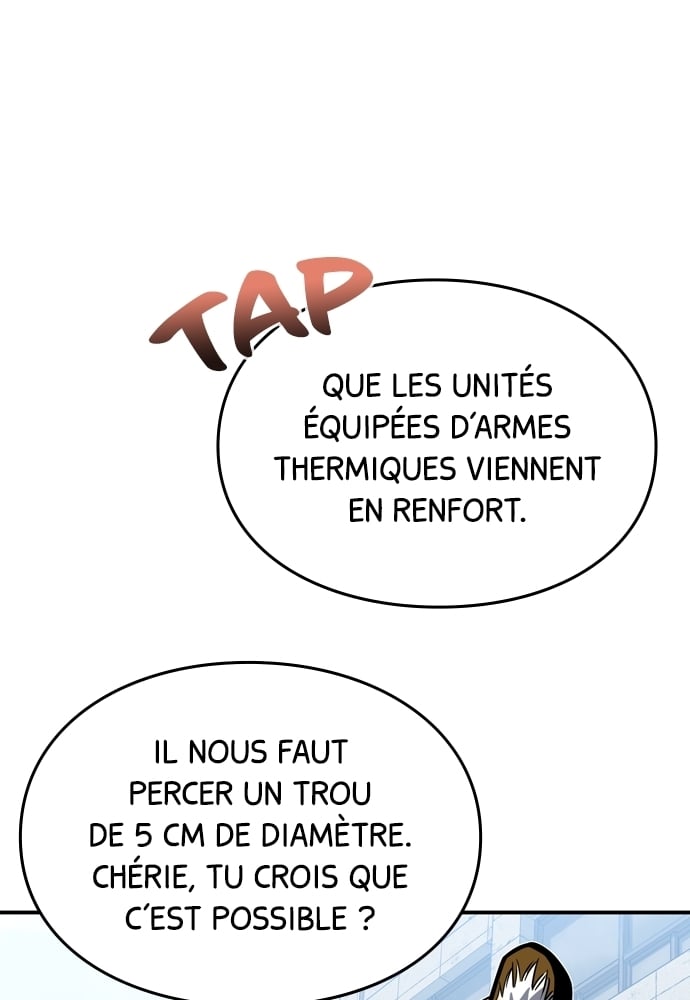 TAP
QUE LES UNITÉS
ÉQUIPÉES D'ARMES
THERMIQUES VIENNENT
EN RENFORT.
IL NOUS FAUT
PERCER UN TROU
DE 5 CM DE DIAMÈTRE.
CHÉRIE, TU CROIS QUE
C'EST POSSIBLE ?